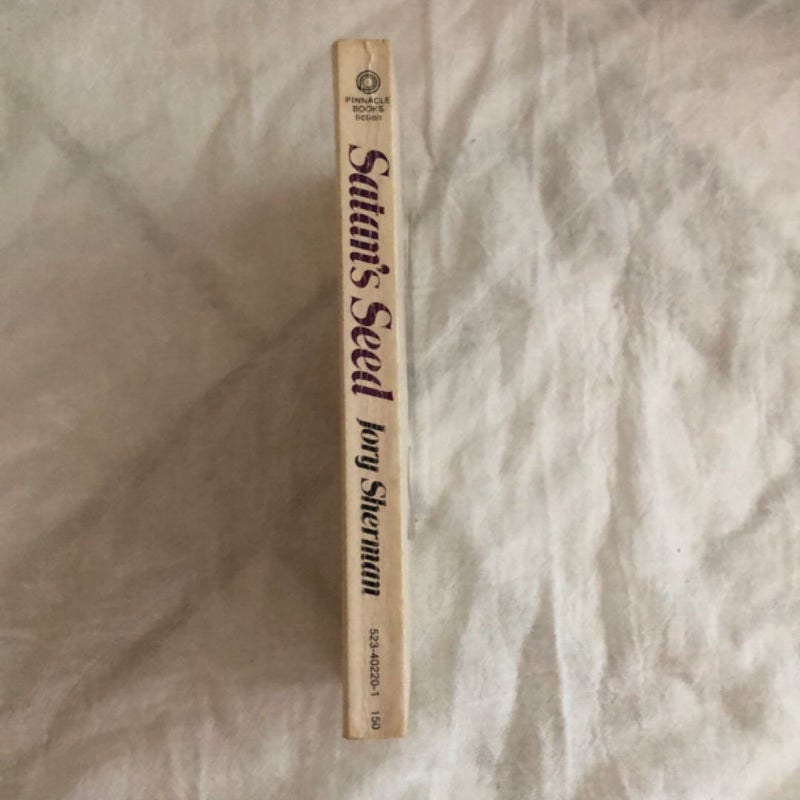 PINNACLE
BOOKS
fiction
Satan's Seed
Jory Sherman
523-40220-1 150